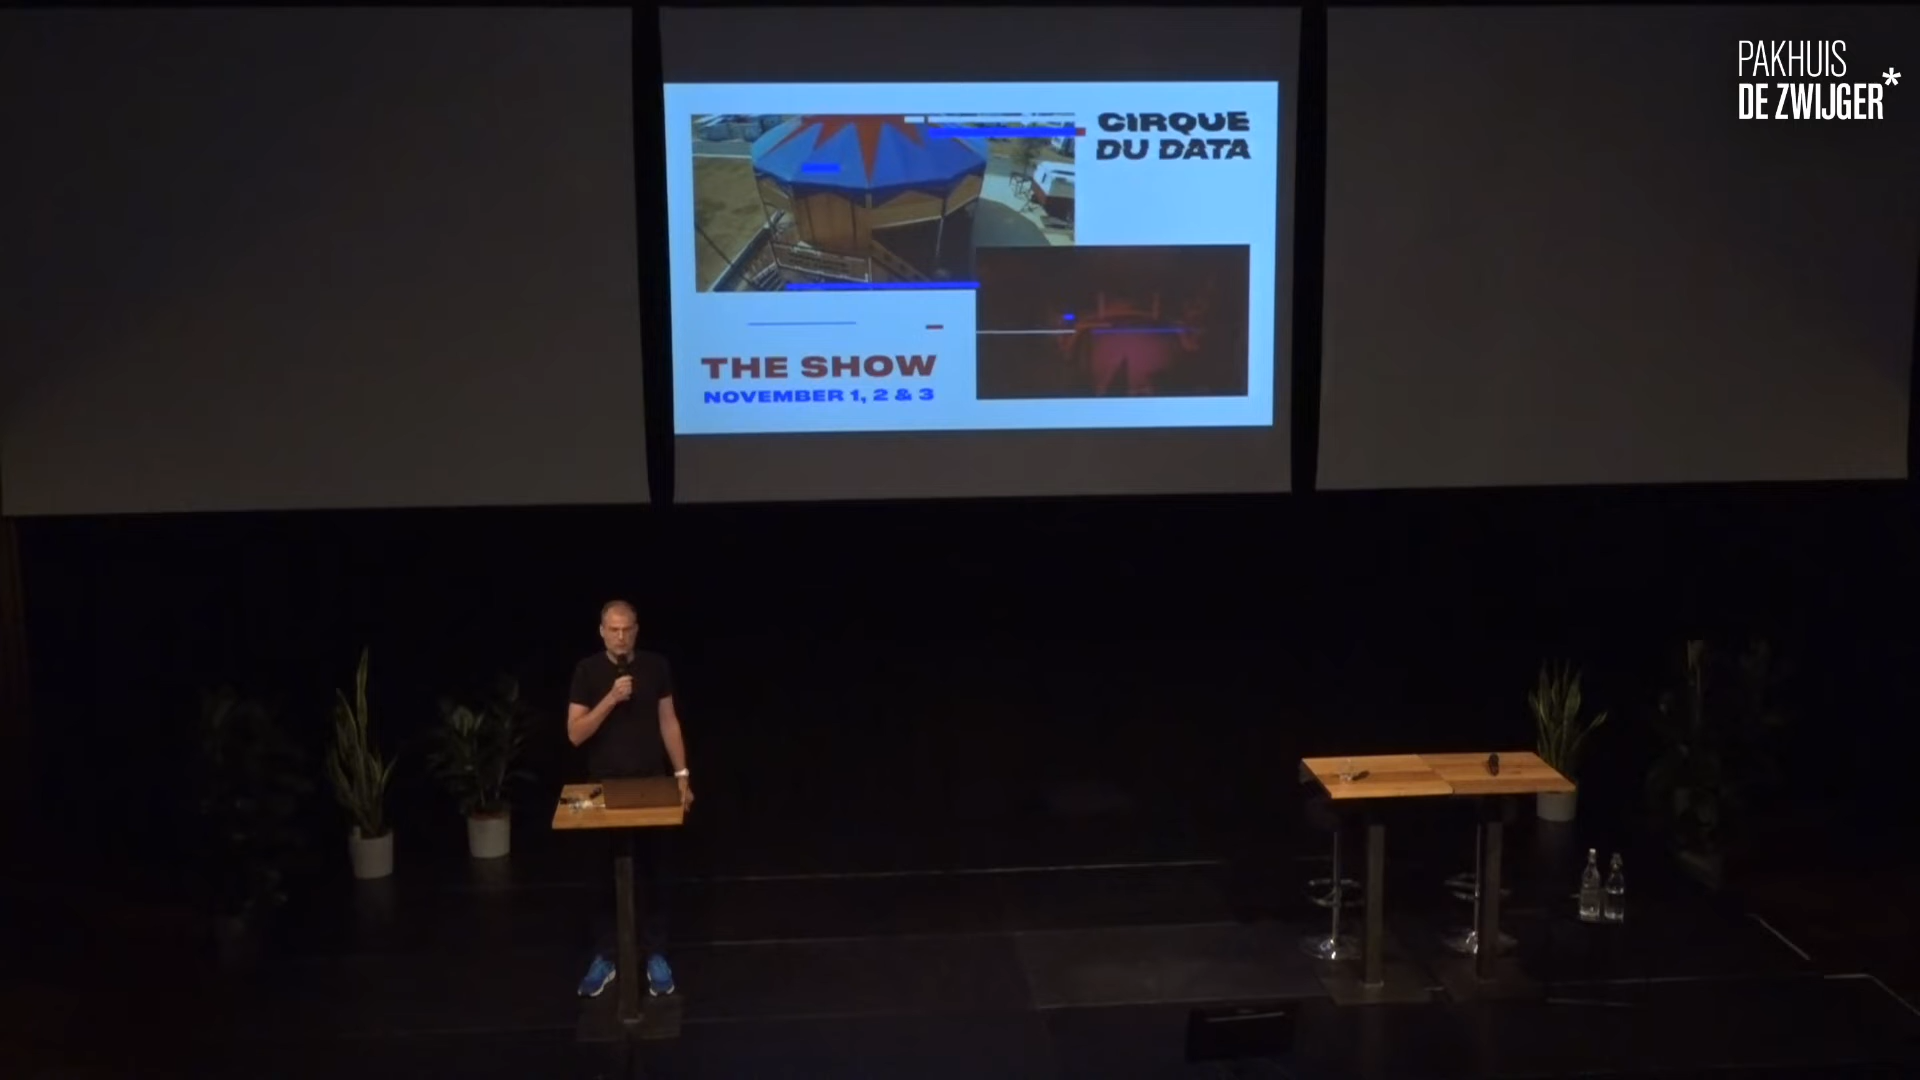 PAKHUIS
DE ZWIJGER*
CIRQUE
DU DATA
THE SHOW
NOVEMBER 1, 2 & 3